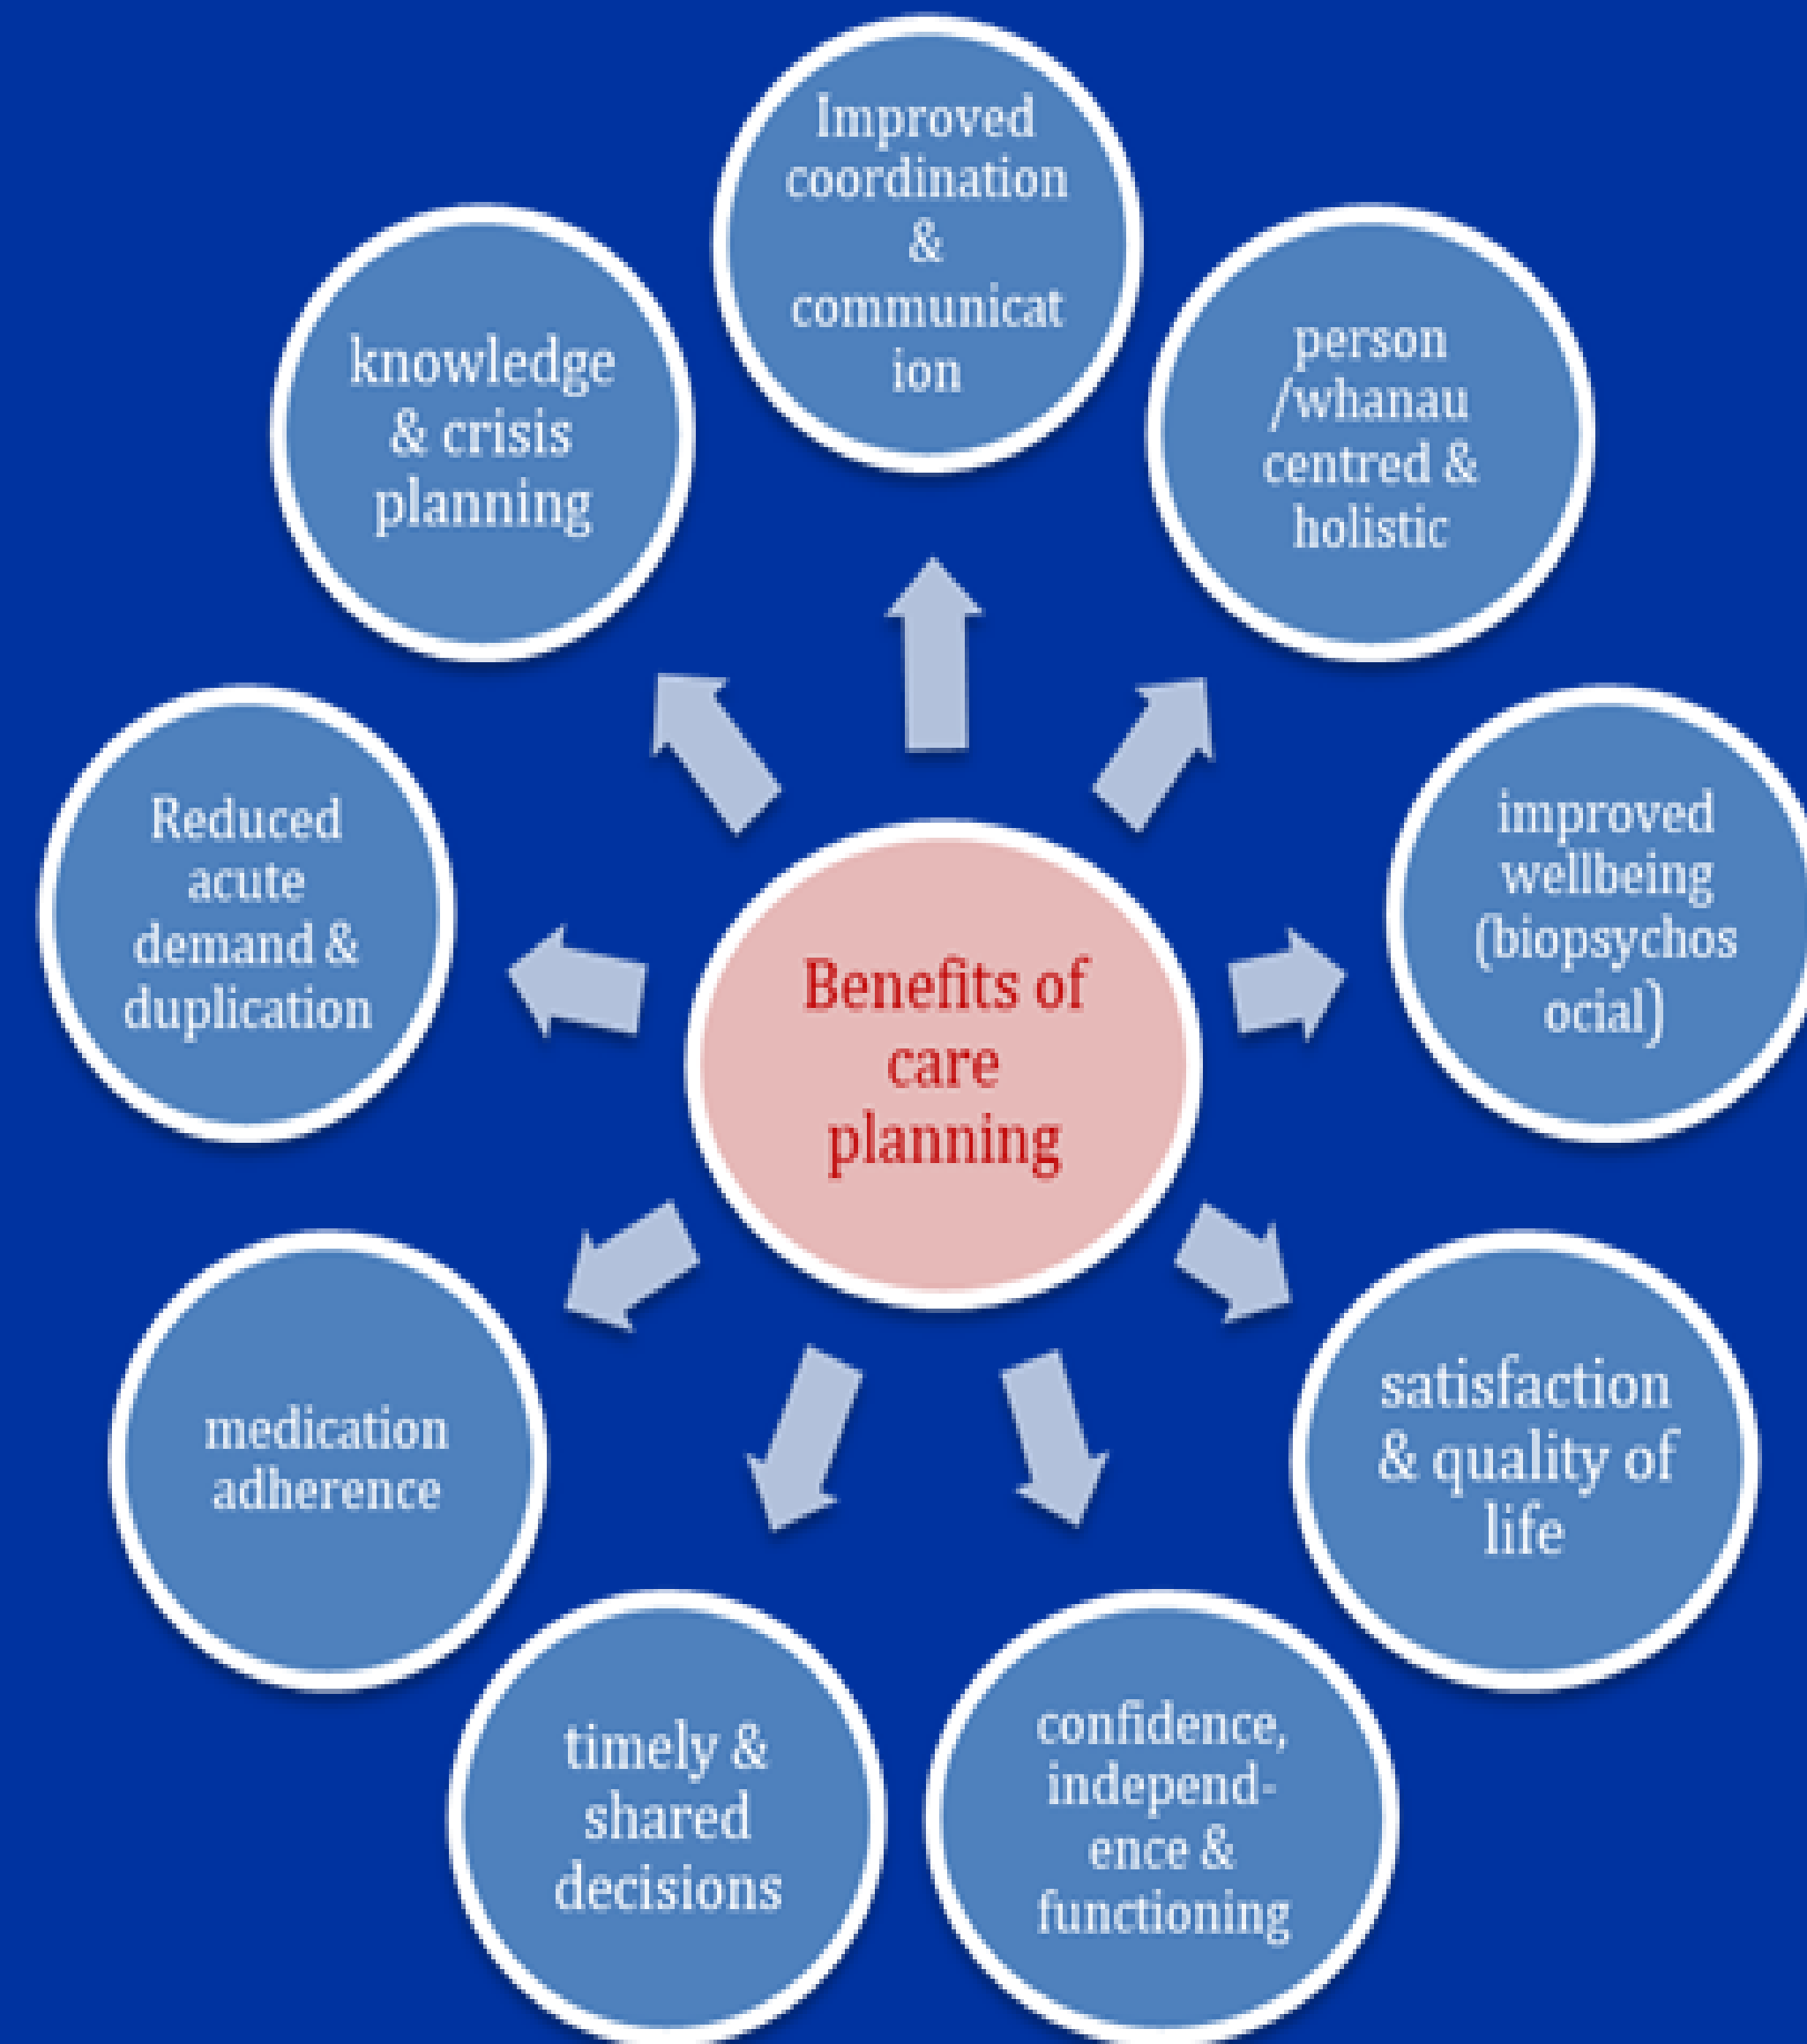 Improved
coordination
&
communicat
ion
person
/whanau
centred &
holistic
improved
wellbeing
(biopsychos
ocial)
satisfaction
& quality of
life
confidence,
independ-
ence &
functioning
timely &
shared
decisions
medication
adherence
Reduced
acute
demand &
duplication
knowledge
& crisis
planning
Benefits of
care
planning